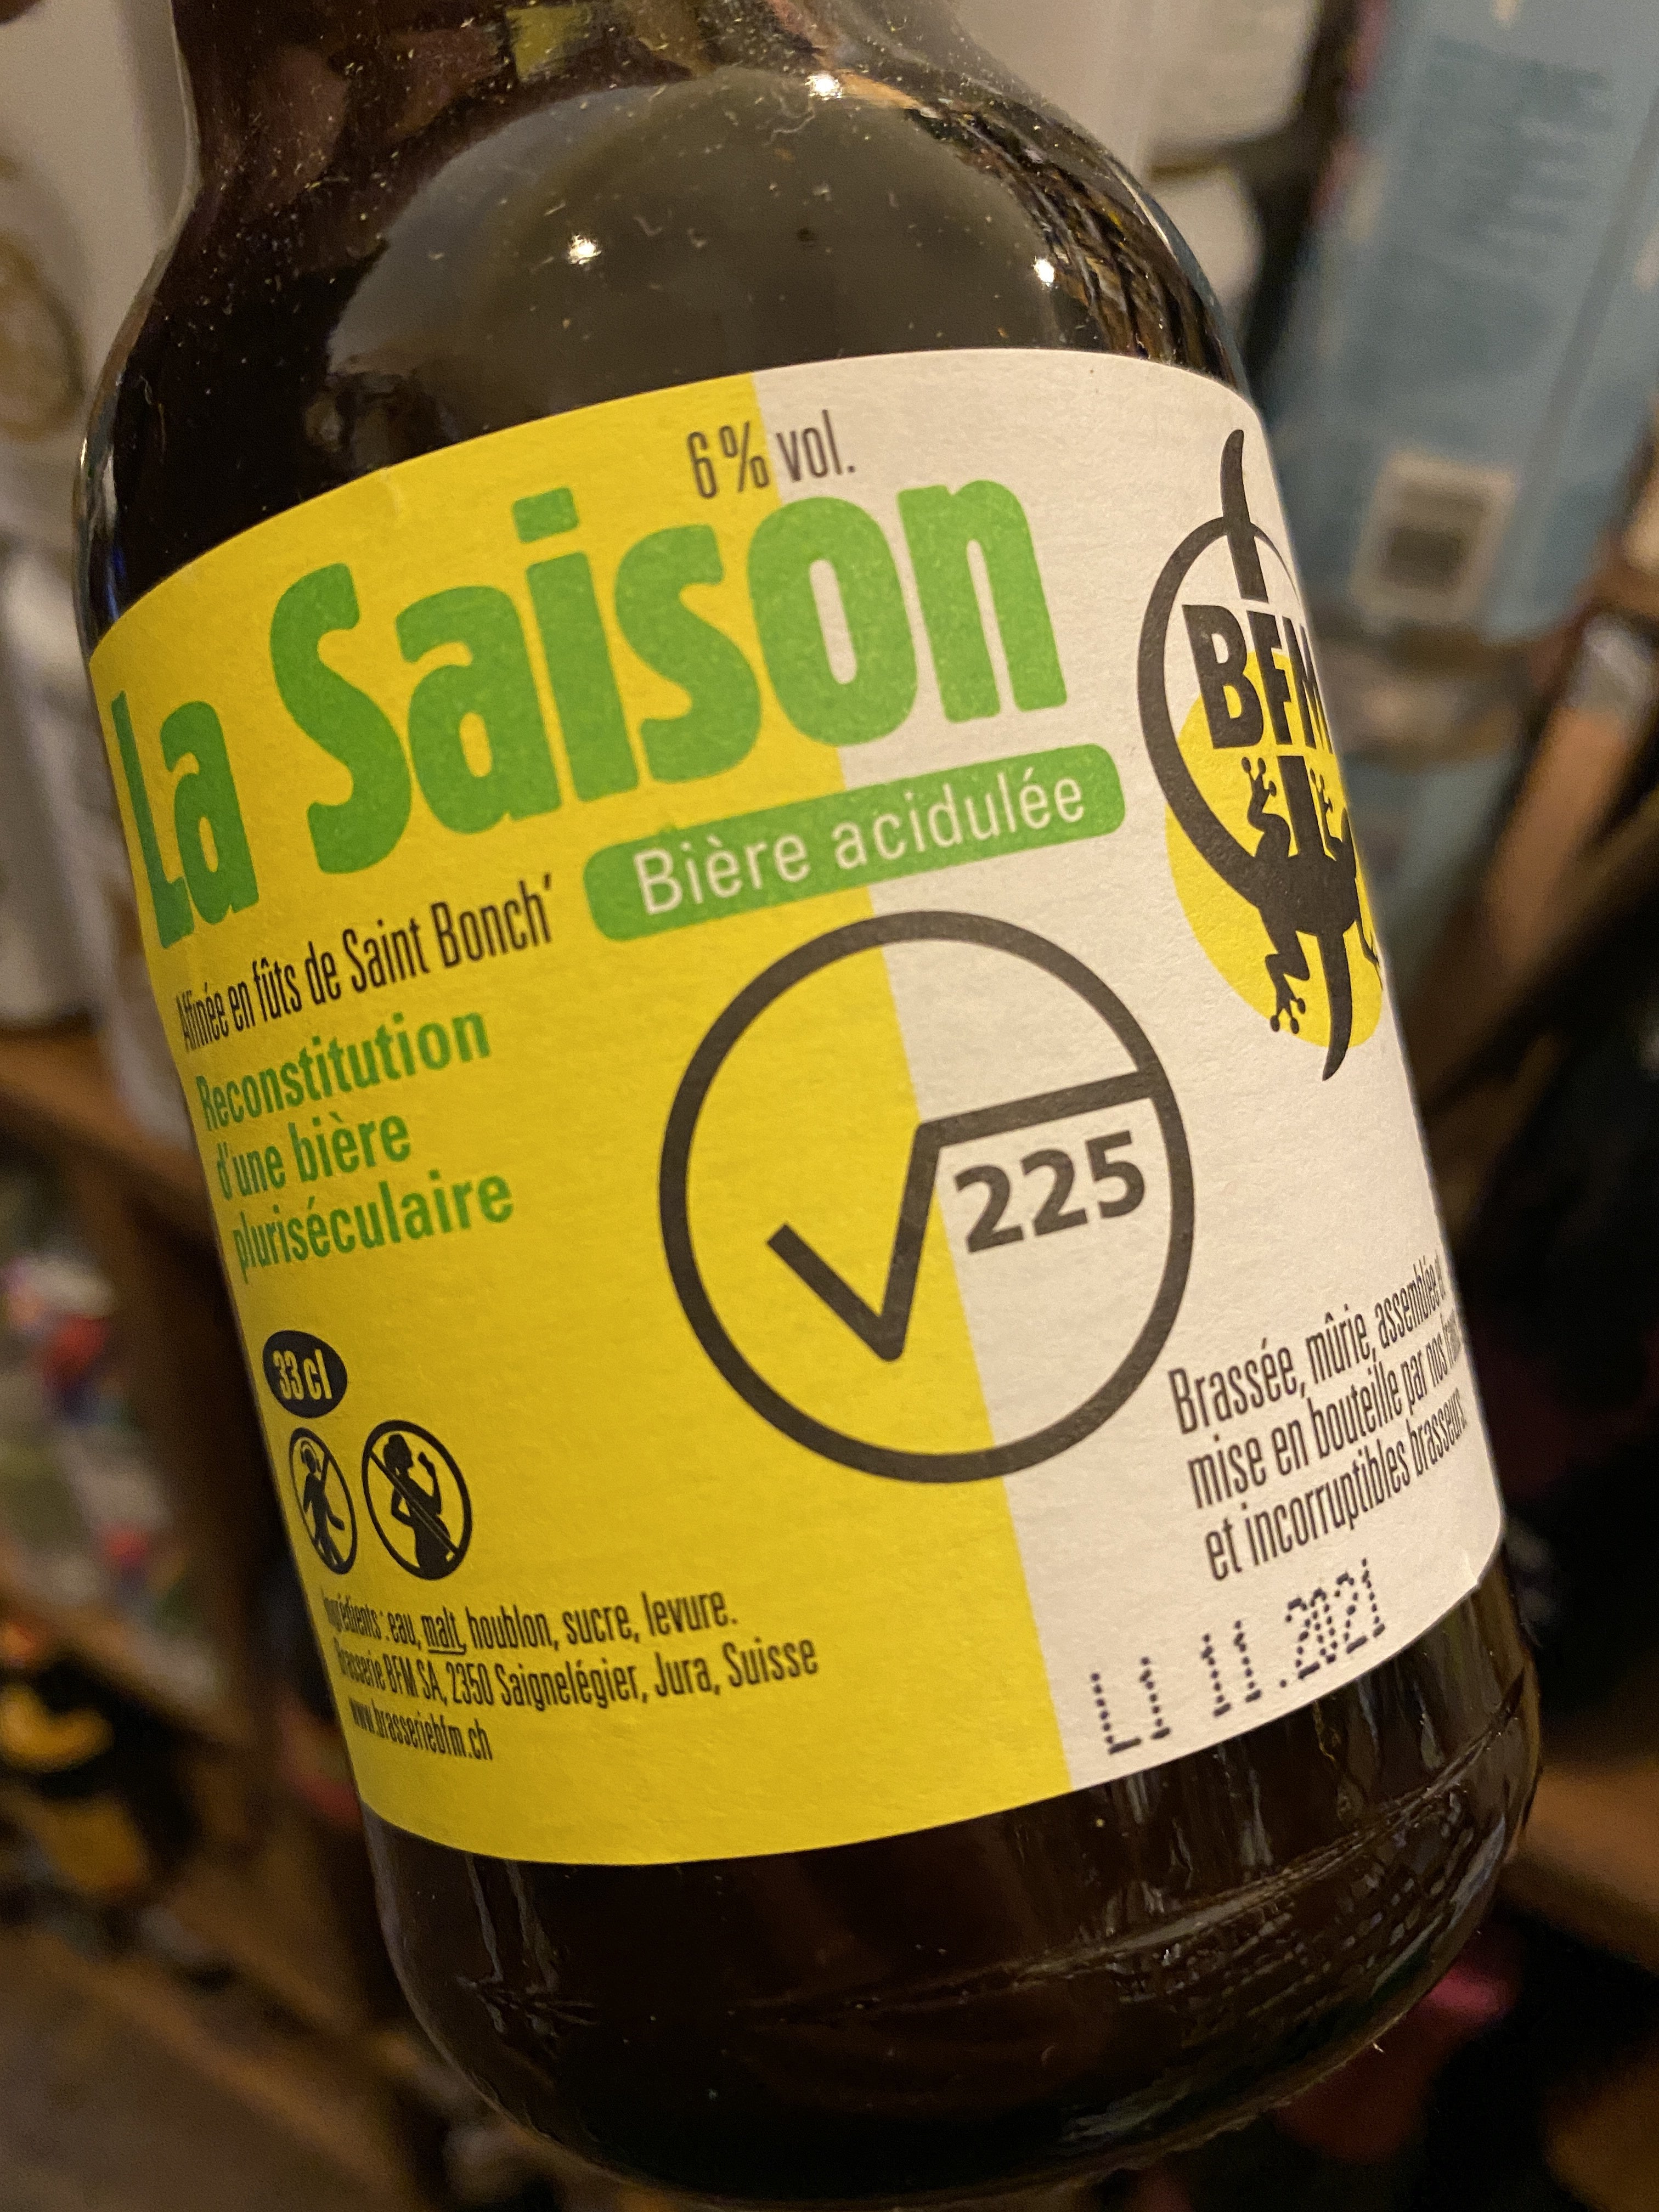 6% vol.
La Saison
Bière acidulée
BFM
Affinée en fûts de Saint Bonch'
Reconstitution
d'une bière
pluriséculaire
√225
33 cl
Ingrédients : eau, malt, houblon, sucre, levure.
Brasserie BFM SA, 2350 Saignelégier, Jura, Suisse
www.brasseriebfm.ch
Brassée, mûrie, assemblée et
mise en bouteille par nos
et incorruptibles brasseurs.
L1 11.2021